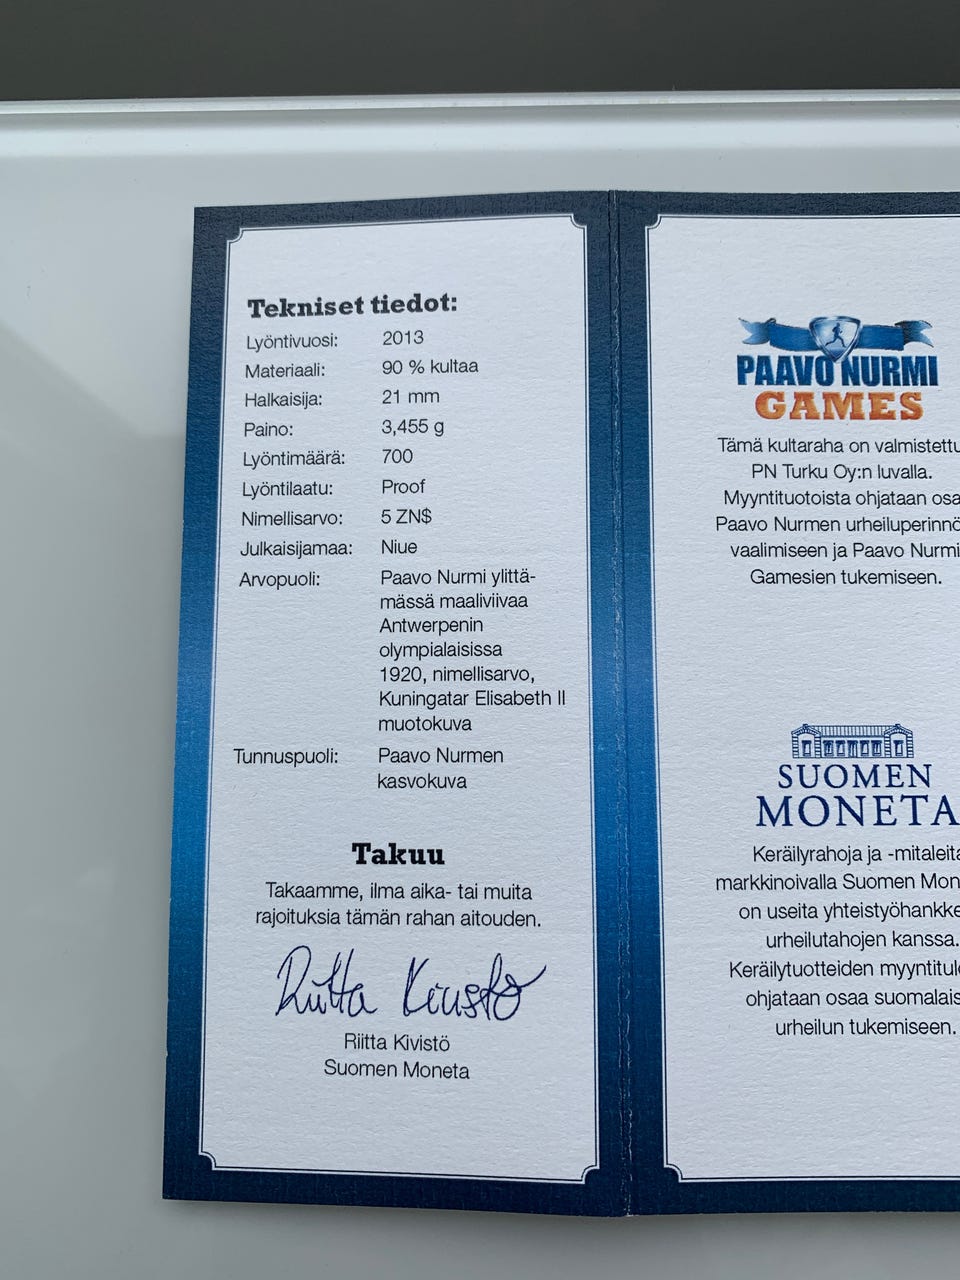 Tekniset tiedot:
Lyöntivuosi: 2013
Materiaali: 90 % kultaa
Halkaisija: 21 mm
Paino: 3,455 g
Lyöntimäärä: 700
Lyöntilaatu: Proof
Nimellisarvo: 5 ZN$
Julkaisijamaa: Niue
Arvopuoli: Paavo Nurmi ylittä-
mässä maaliviivaa
Antwerpenin
olympialaisissa
1920, nimellisarvo,
Kuningatar Elisabeth II
muotokuva
Tunnuspuoli: Paavo Nurmen
kasvokuva
Takuu
Takaamme, ilma aika- tai muita
rajoituksia tämän rahan aitouden.
Riitta Kivistö
Riitta Kivistö
Suomen Moneta
PAAVO NURMI
GAMES
Tämä kultaraha on valmistettu
PN Turku Oy:n luvalla.
Myyntituotoista ohjataan osa
Paavo Nurmen urheiluperinnö
vaalimiseen ja Paavo Nurmi
Gamesien tukemiseen.
SUOMEN
MONETA
Keräilyrahoja ja -mitaleita
markkinoivalla Suomen Mon
on useita yhteistyöhankke
urheilutahojen kanssa.
Keräilytuotteiden myyntitul
ohjataan osaa suomalais
urheilun tukemiseen.